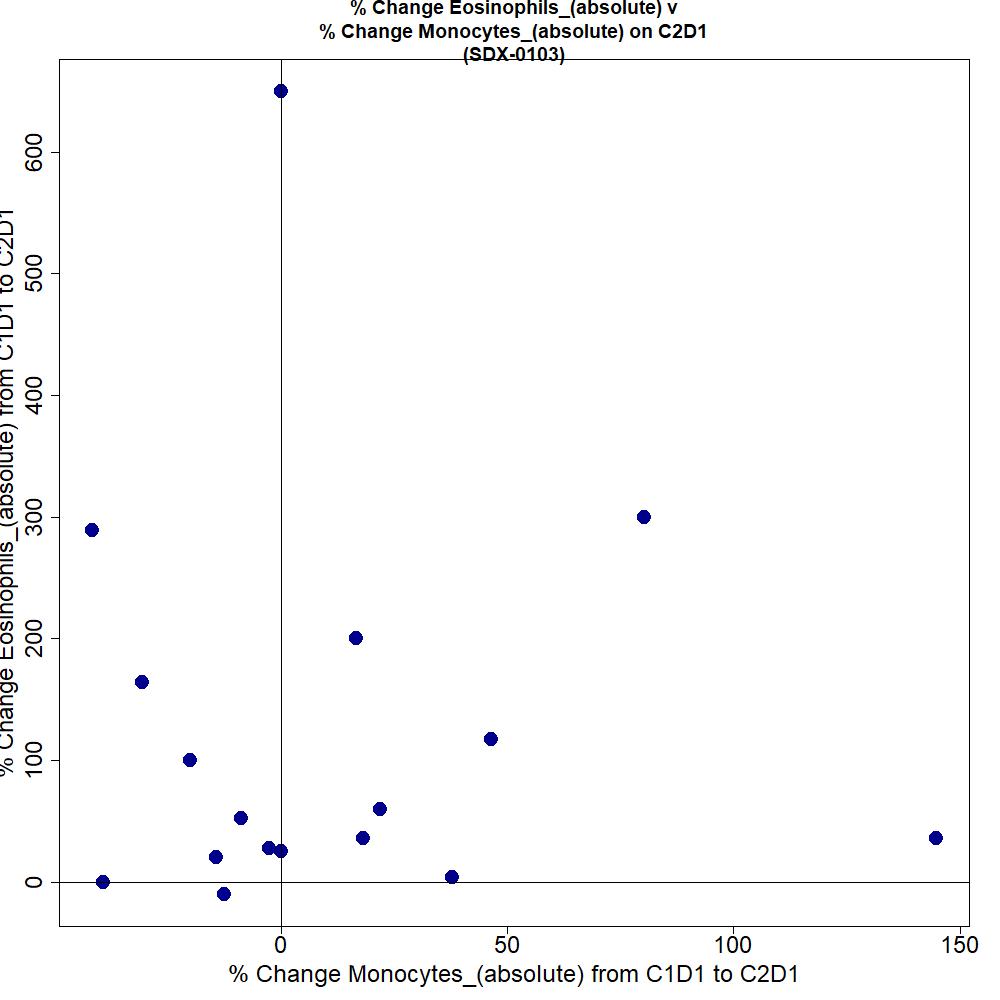 % Change Eosinophils_(absolute) v
% Change Monocytes_(absolute) on C2D1
(SDX-0103)
% Change Eosinophils_(absolute) from C1D1 to C2D1
600
500
400
300
200
100
0
0 50 100 150
% Change Monocytes_(absolute) from C1D1 to C2D1